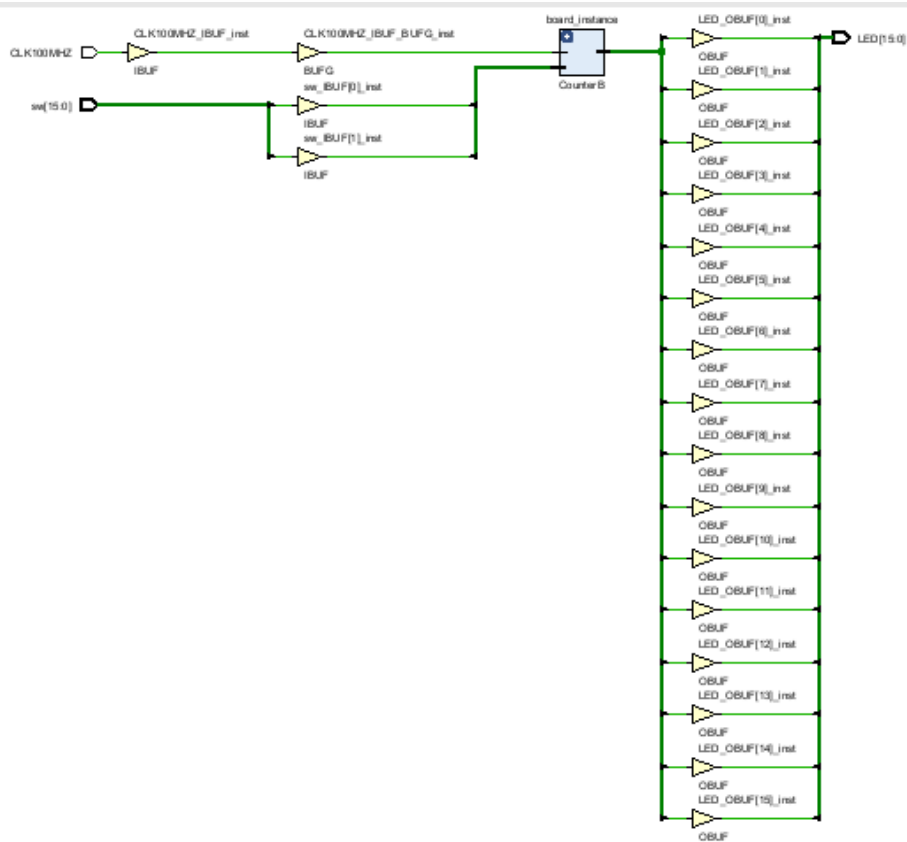 CLK100MHZ
CLK100MHZ_IBUF_inst
IBUF
CLK100MHZ_IBUF_BUFG_inst
BUFG
sw[15:0]
sw_IBUF[0]_inst
IBUF
sw_IBUF[1]_inst
IBUF
board_instance
CounterB
LED_OBUF[0]_inst
OBUF
LED_OBUF[1]_inst
OBUF
LED_OBUF[2]_inst
OBUF
LED_OBUF[3]_inst
OBUF
LED_OBUF[4]_inst
OBUF
LED_OBUF[5]_inst
OBUF
LED_OBUF[6]_inst
OBUF
LED_OBUF[7]_inst
OBUF
LED_OBUF[8]_inst
OBUF
LED_OBUF[9]_inst
OBUF
LED_OBUF[10]_inst
OBUF
LED_OBUF[11]_inst
OBUF
LED_OBUF[12]_inst
OBUF
LED_OBUF[13]_inst
OBUF
LED_OBUF[14]_inst
OBUF
LED_OBUF[15]_inst
OBUF
LED[15:0]